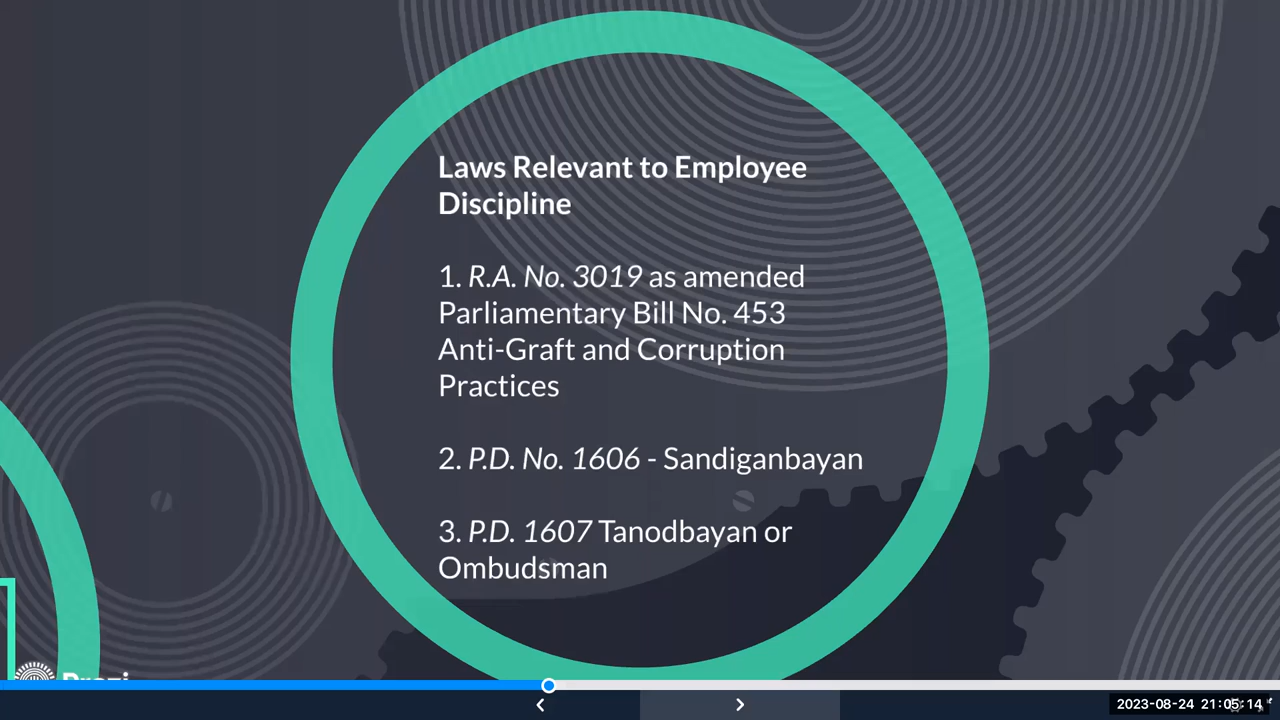 Laws Relevant to Employee
Discipline
1. R.A. No. 3019 as amended
Parliamentary Bill No. 453
Anti-Graft and Corruption
Practices
2. P.D. No. 1606 - Sandiganbayan
3. P.D. 1607 Tanodbayan or
Ombudsman
Prezi
2023-08-24 21:05:14